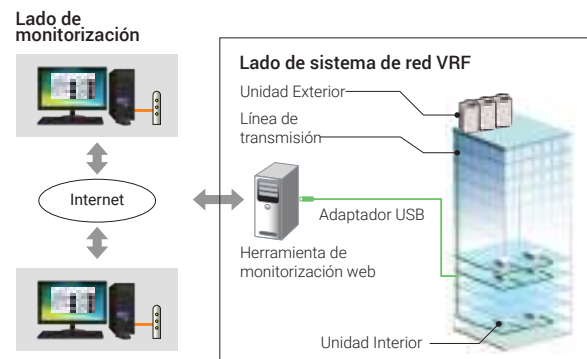 Lado de
monitorización
Lado de sistema de red VRF
Unidad Exterior
Línea de
transmisión
Internet
Adaptador USB
Herramienta de
monitorización web
Unidad Interior